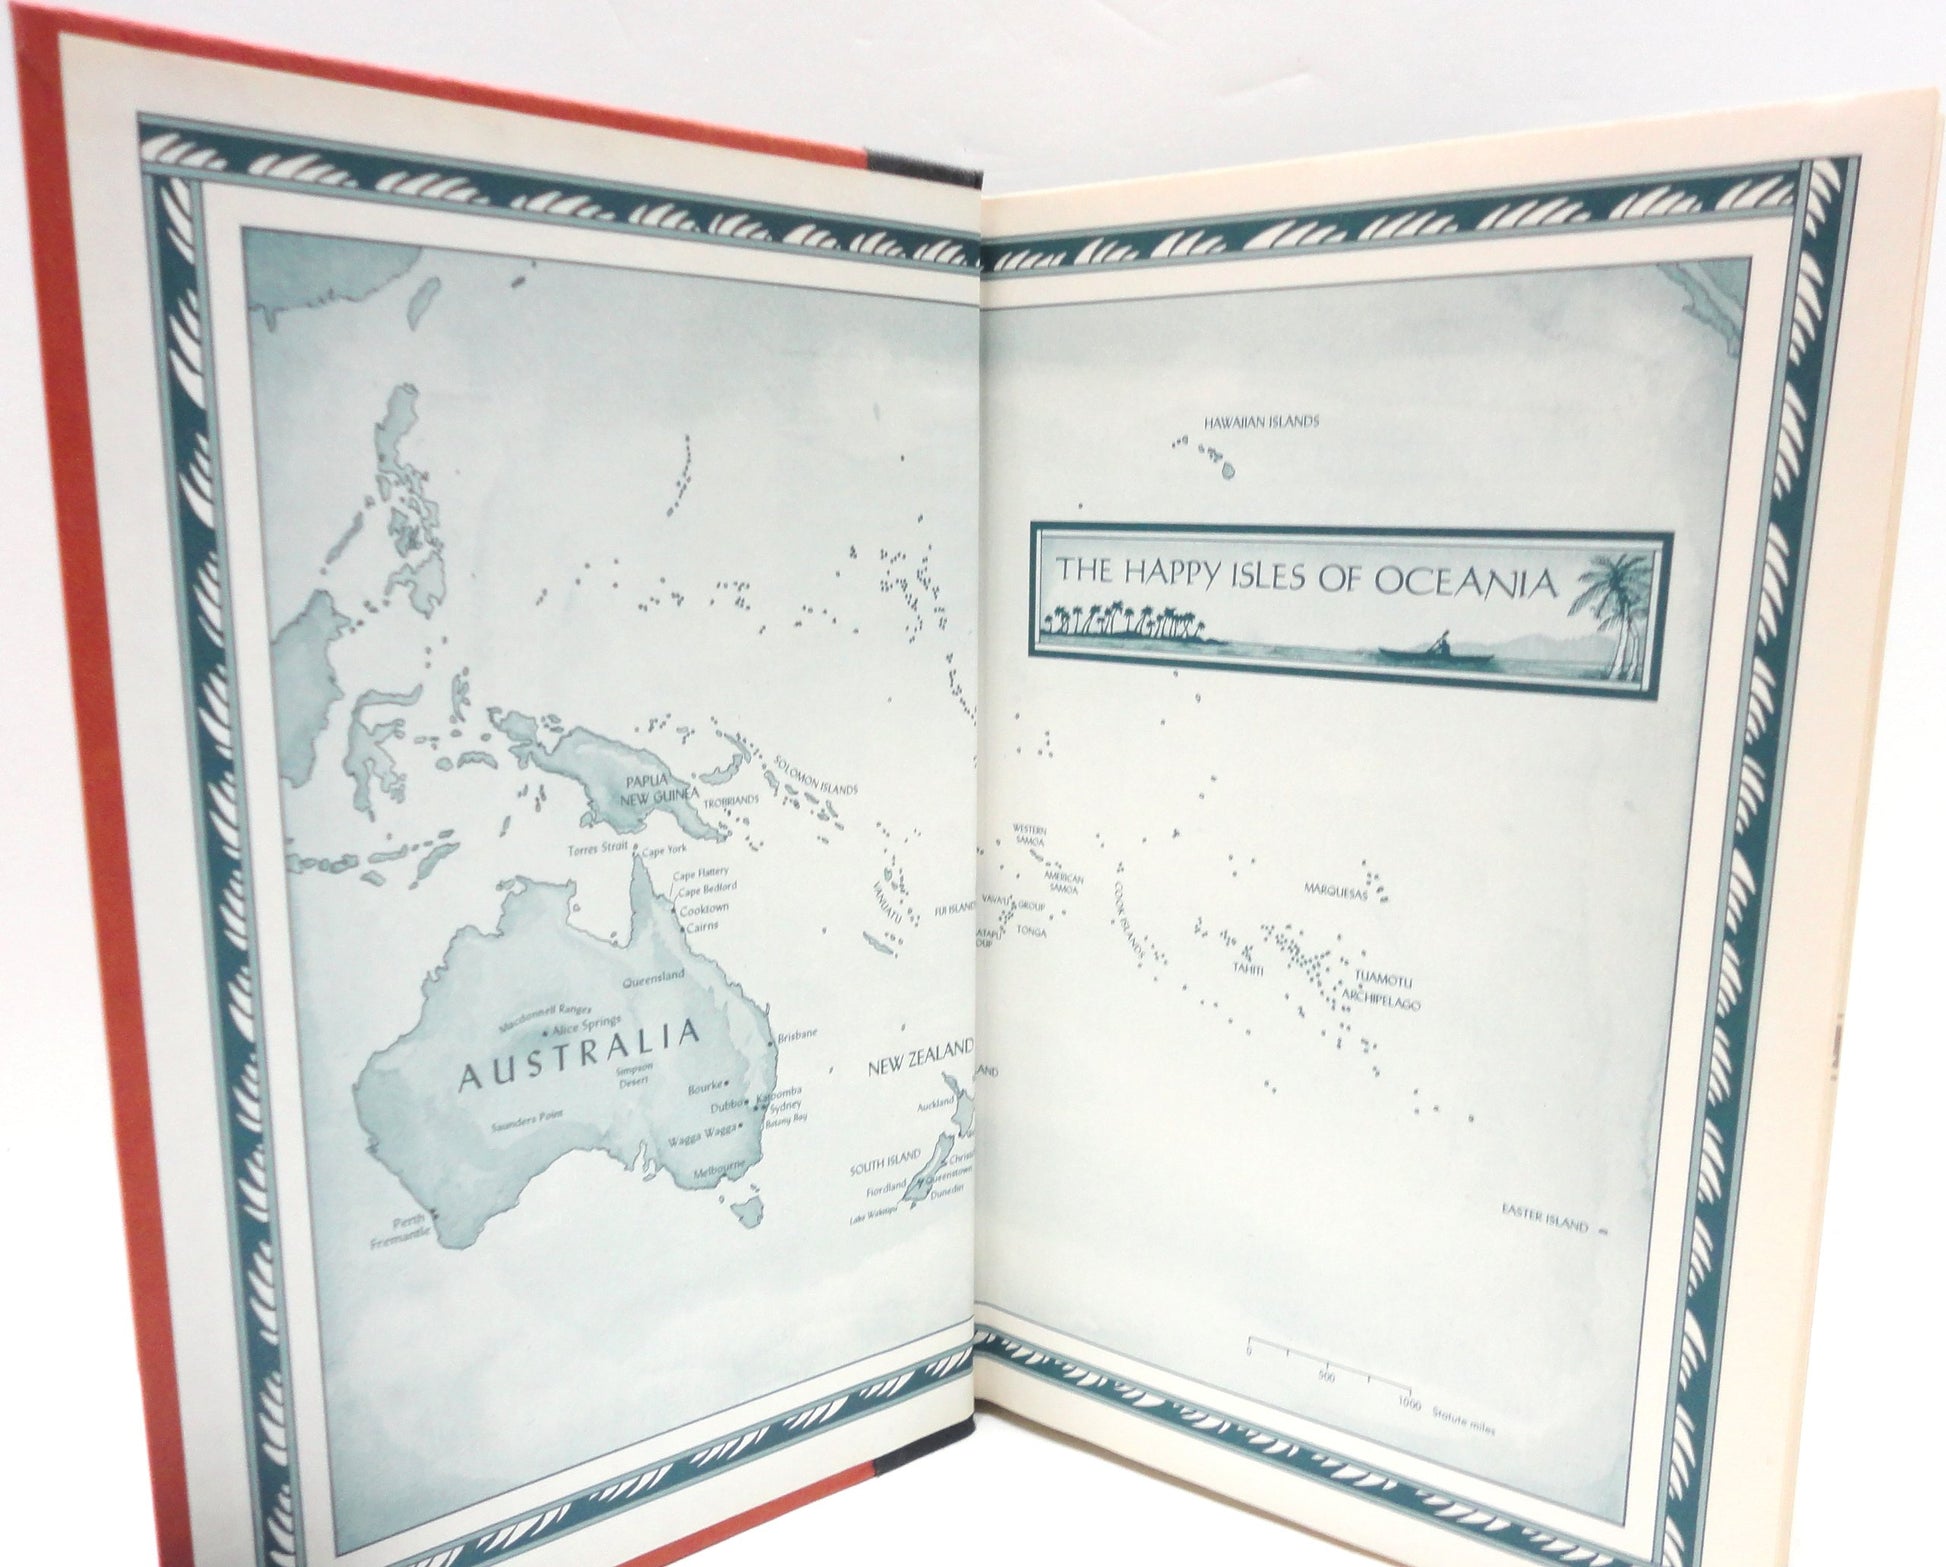 HAWAIIAN ISLANDS
THE HAPPY ISLES OF OCEANIA
PAPUA
NEW GUINEA
TROBRIANDS
SOLOMON ISLANDS
Torres Strait
Cape York
Cape Flattery
Cape Bedford
Cooktown
Cairns
VANUATU
FIJI ISLAND
Queensland
Macdonnell Ranges
Alice Springs
AUSTRALIA
Simpson
Desert
Saunders Point
Brisbane
Bourke
Dubbo
Katoomba
Sydney
Botany Bay
Wagga Wagga
Melbourne
Perth
Fremantle
NEW ZEALAND
Auckland
SOUTH ISLAND
Fiordland
Queenstown
Dunedin
Lake Wakatipu
WESTERN
SAMOA
AMERICAN
SAMOA
VAVA'U GROUP
TONGA
COOK ISLANDS
MARQUESAS
TAHITI
TUAMOTU
ARCHIPELAGO
EASTER ISLAND
0
500
1000 Statute miles